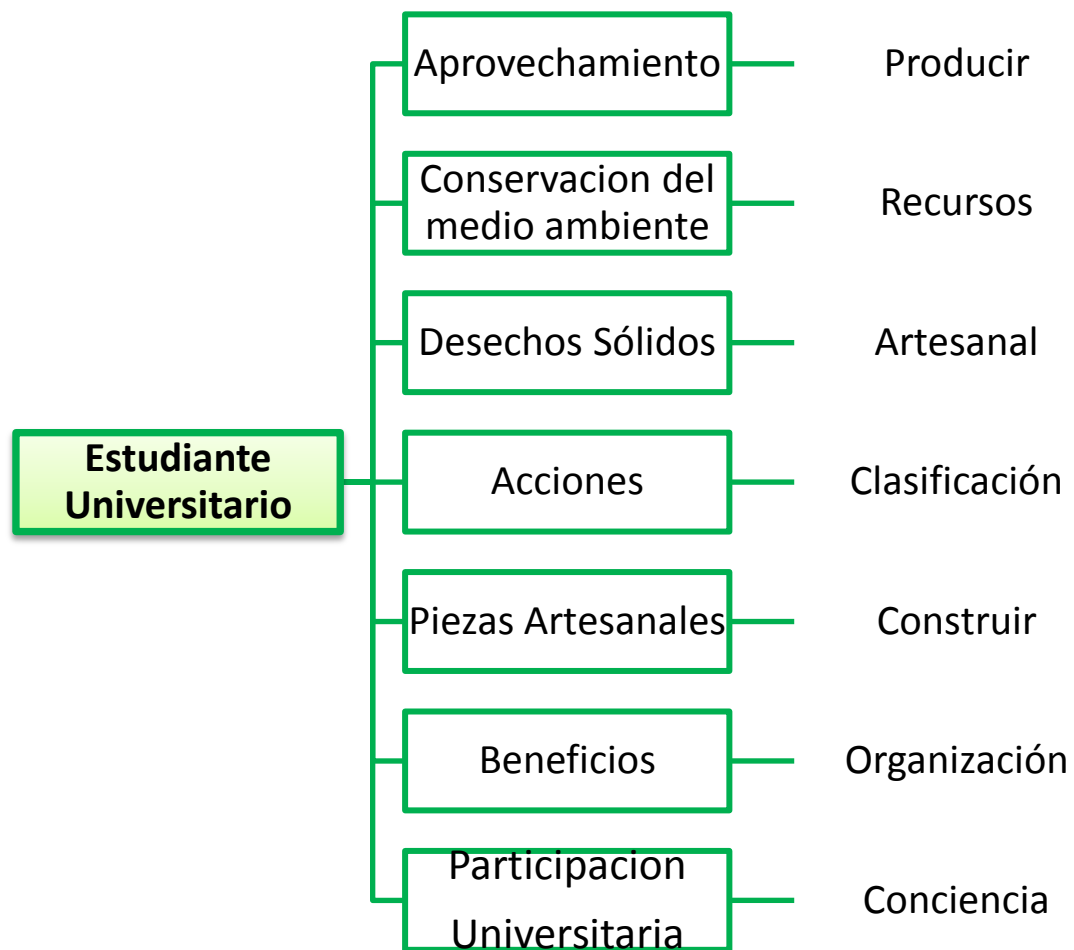 Aprovechamiento
Producir
Conservacion del
medio ambiente
Recursos
Desechos Sólidos
Artesanal
Estudiante
Universitario
Acciones
Clasificación
Piezas Artesanales
Construir
Beneficios
Organización
Participacion
Universitaria
Conciencia